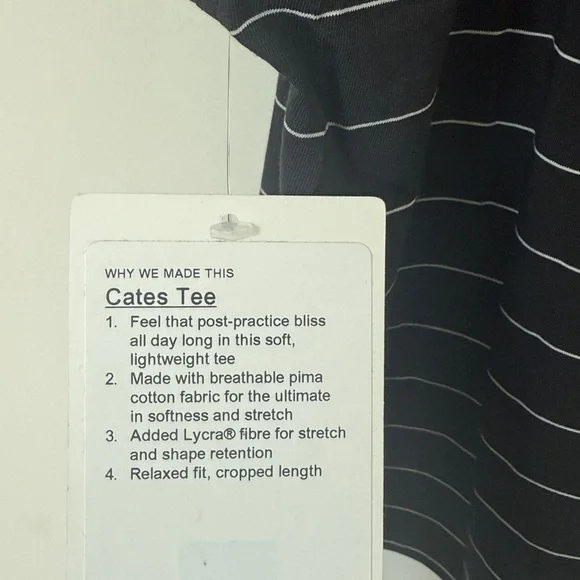 WHY WE MADE THIS
Cates Tee
1. Feel that post-practice bliss
all day long in this soft,
lightweight tee
2. Made with breathable pima
cotton fabric for the ultimate
in softness and stretch
3. Added Lycra® fibre for stretch
and shape retention
4. Relaxed fit, cropped length